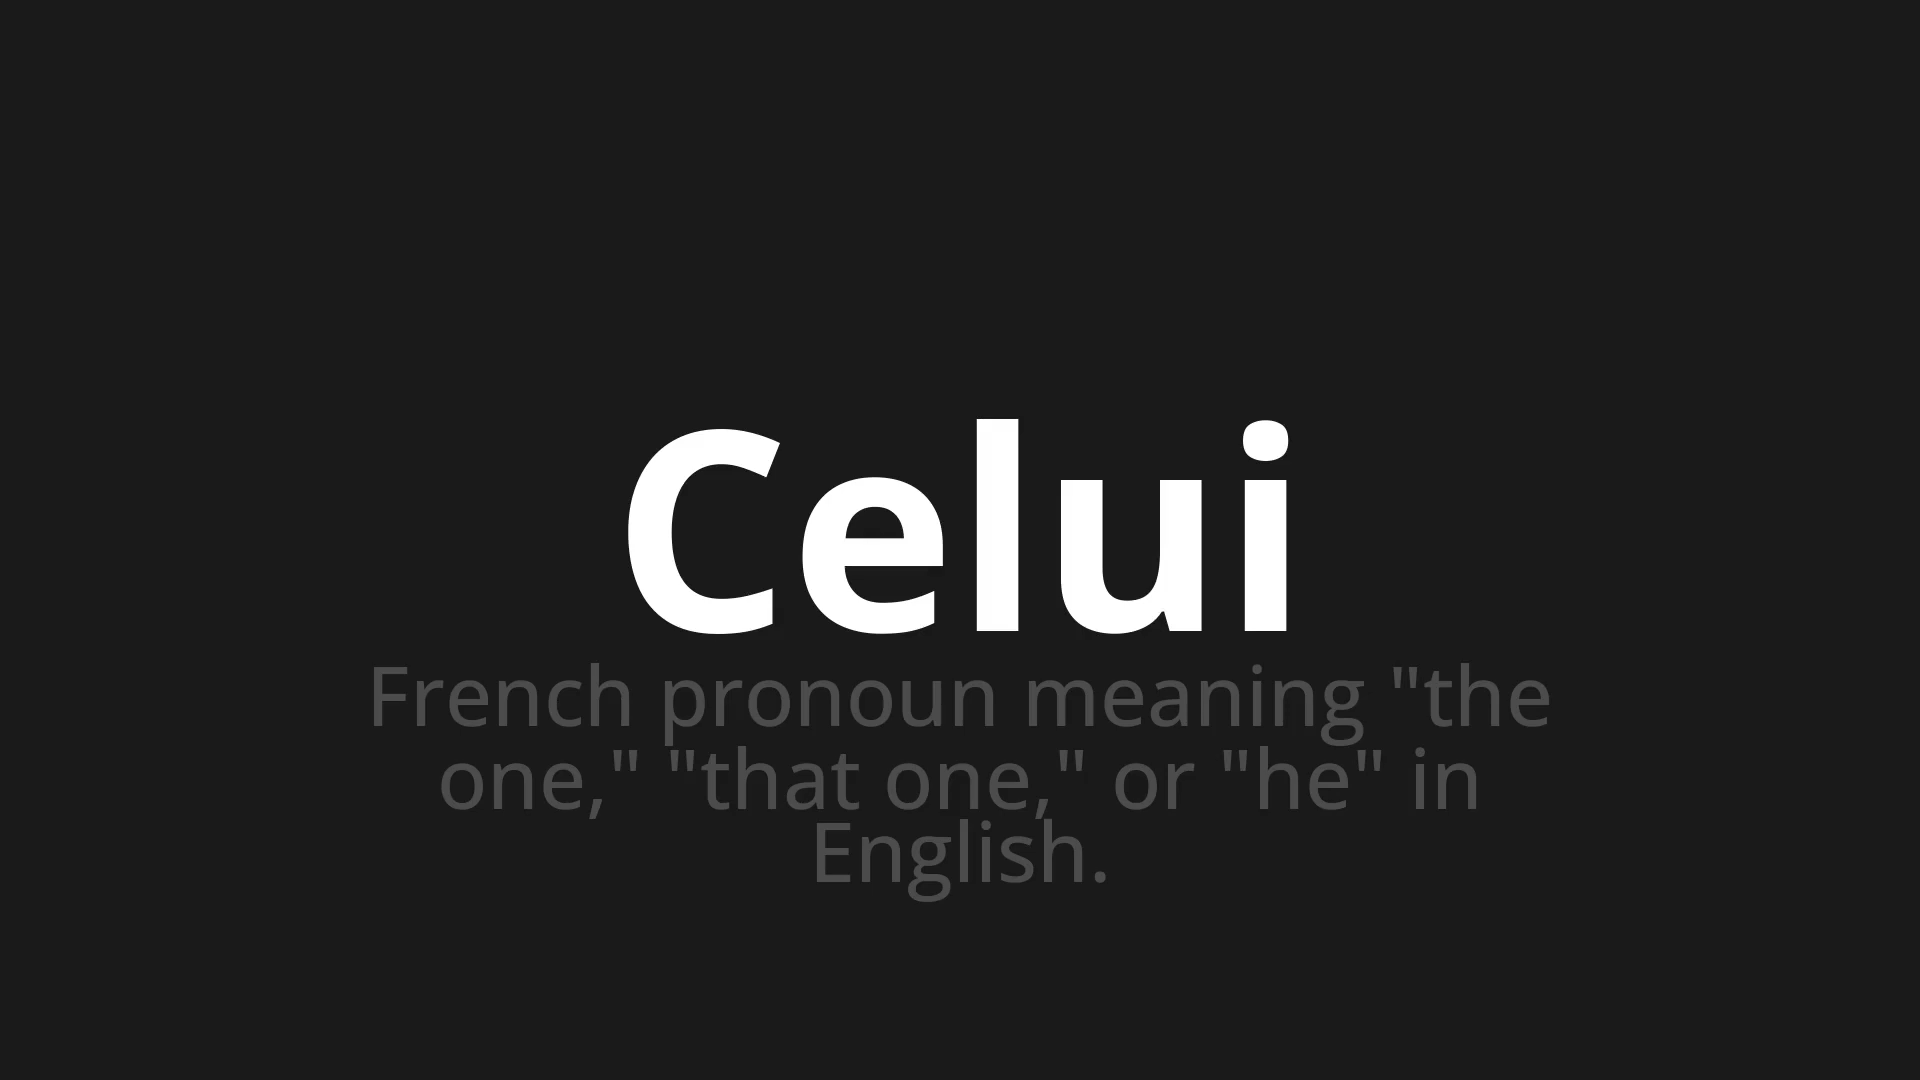 Celui
French pronoun meaning "the
one," "that one," or "he" in
English.